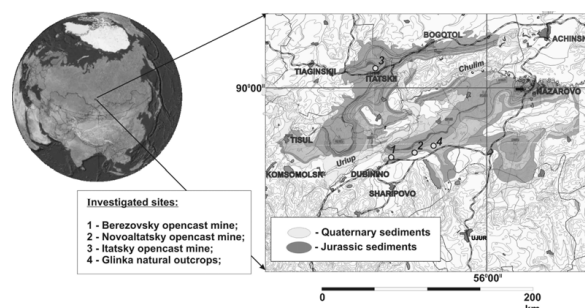 BOGOTOL
ACHINSK
3
TIAGINSKII
ITATSKII
Chulim
90°00'
NAZAROVO
TISUL
Uriup
1
2
4
KOMSOMOLSK
DUBININO
SHARIPOVO
UJUR
Investigated sites:
1 - Berezovsky opencast mine;
2 - Novoaltatsky opencast mine;
3 - Itatsky opencast mine;
4 - Glinka natural outcrops;
- Quaternary sediments
- Jurassic sediments
56°00'
0
200
km